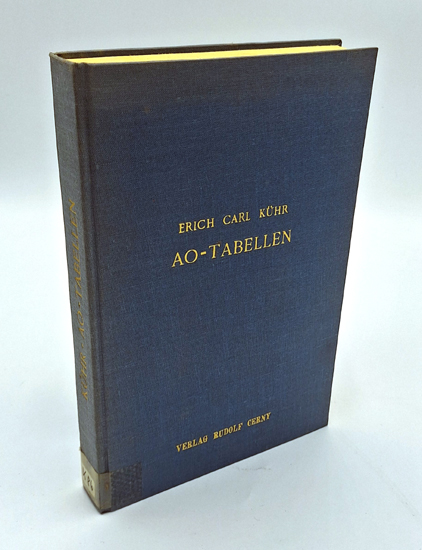 ERICH CARL KÜHR
AO-TABELLEN
VERLAG RUDOLF CERNY
KÜHR AO-TABELLEN